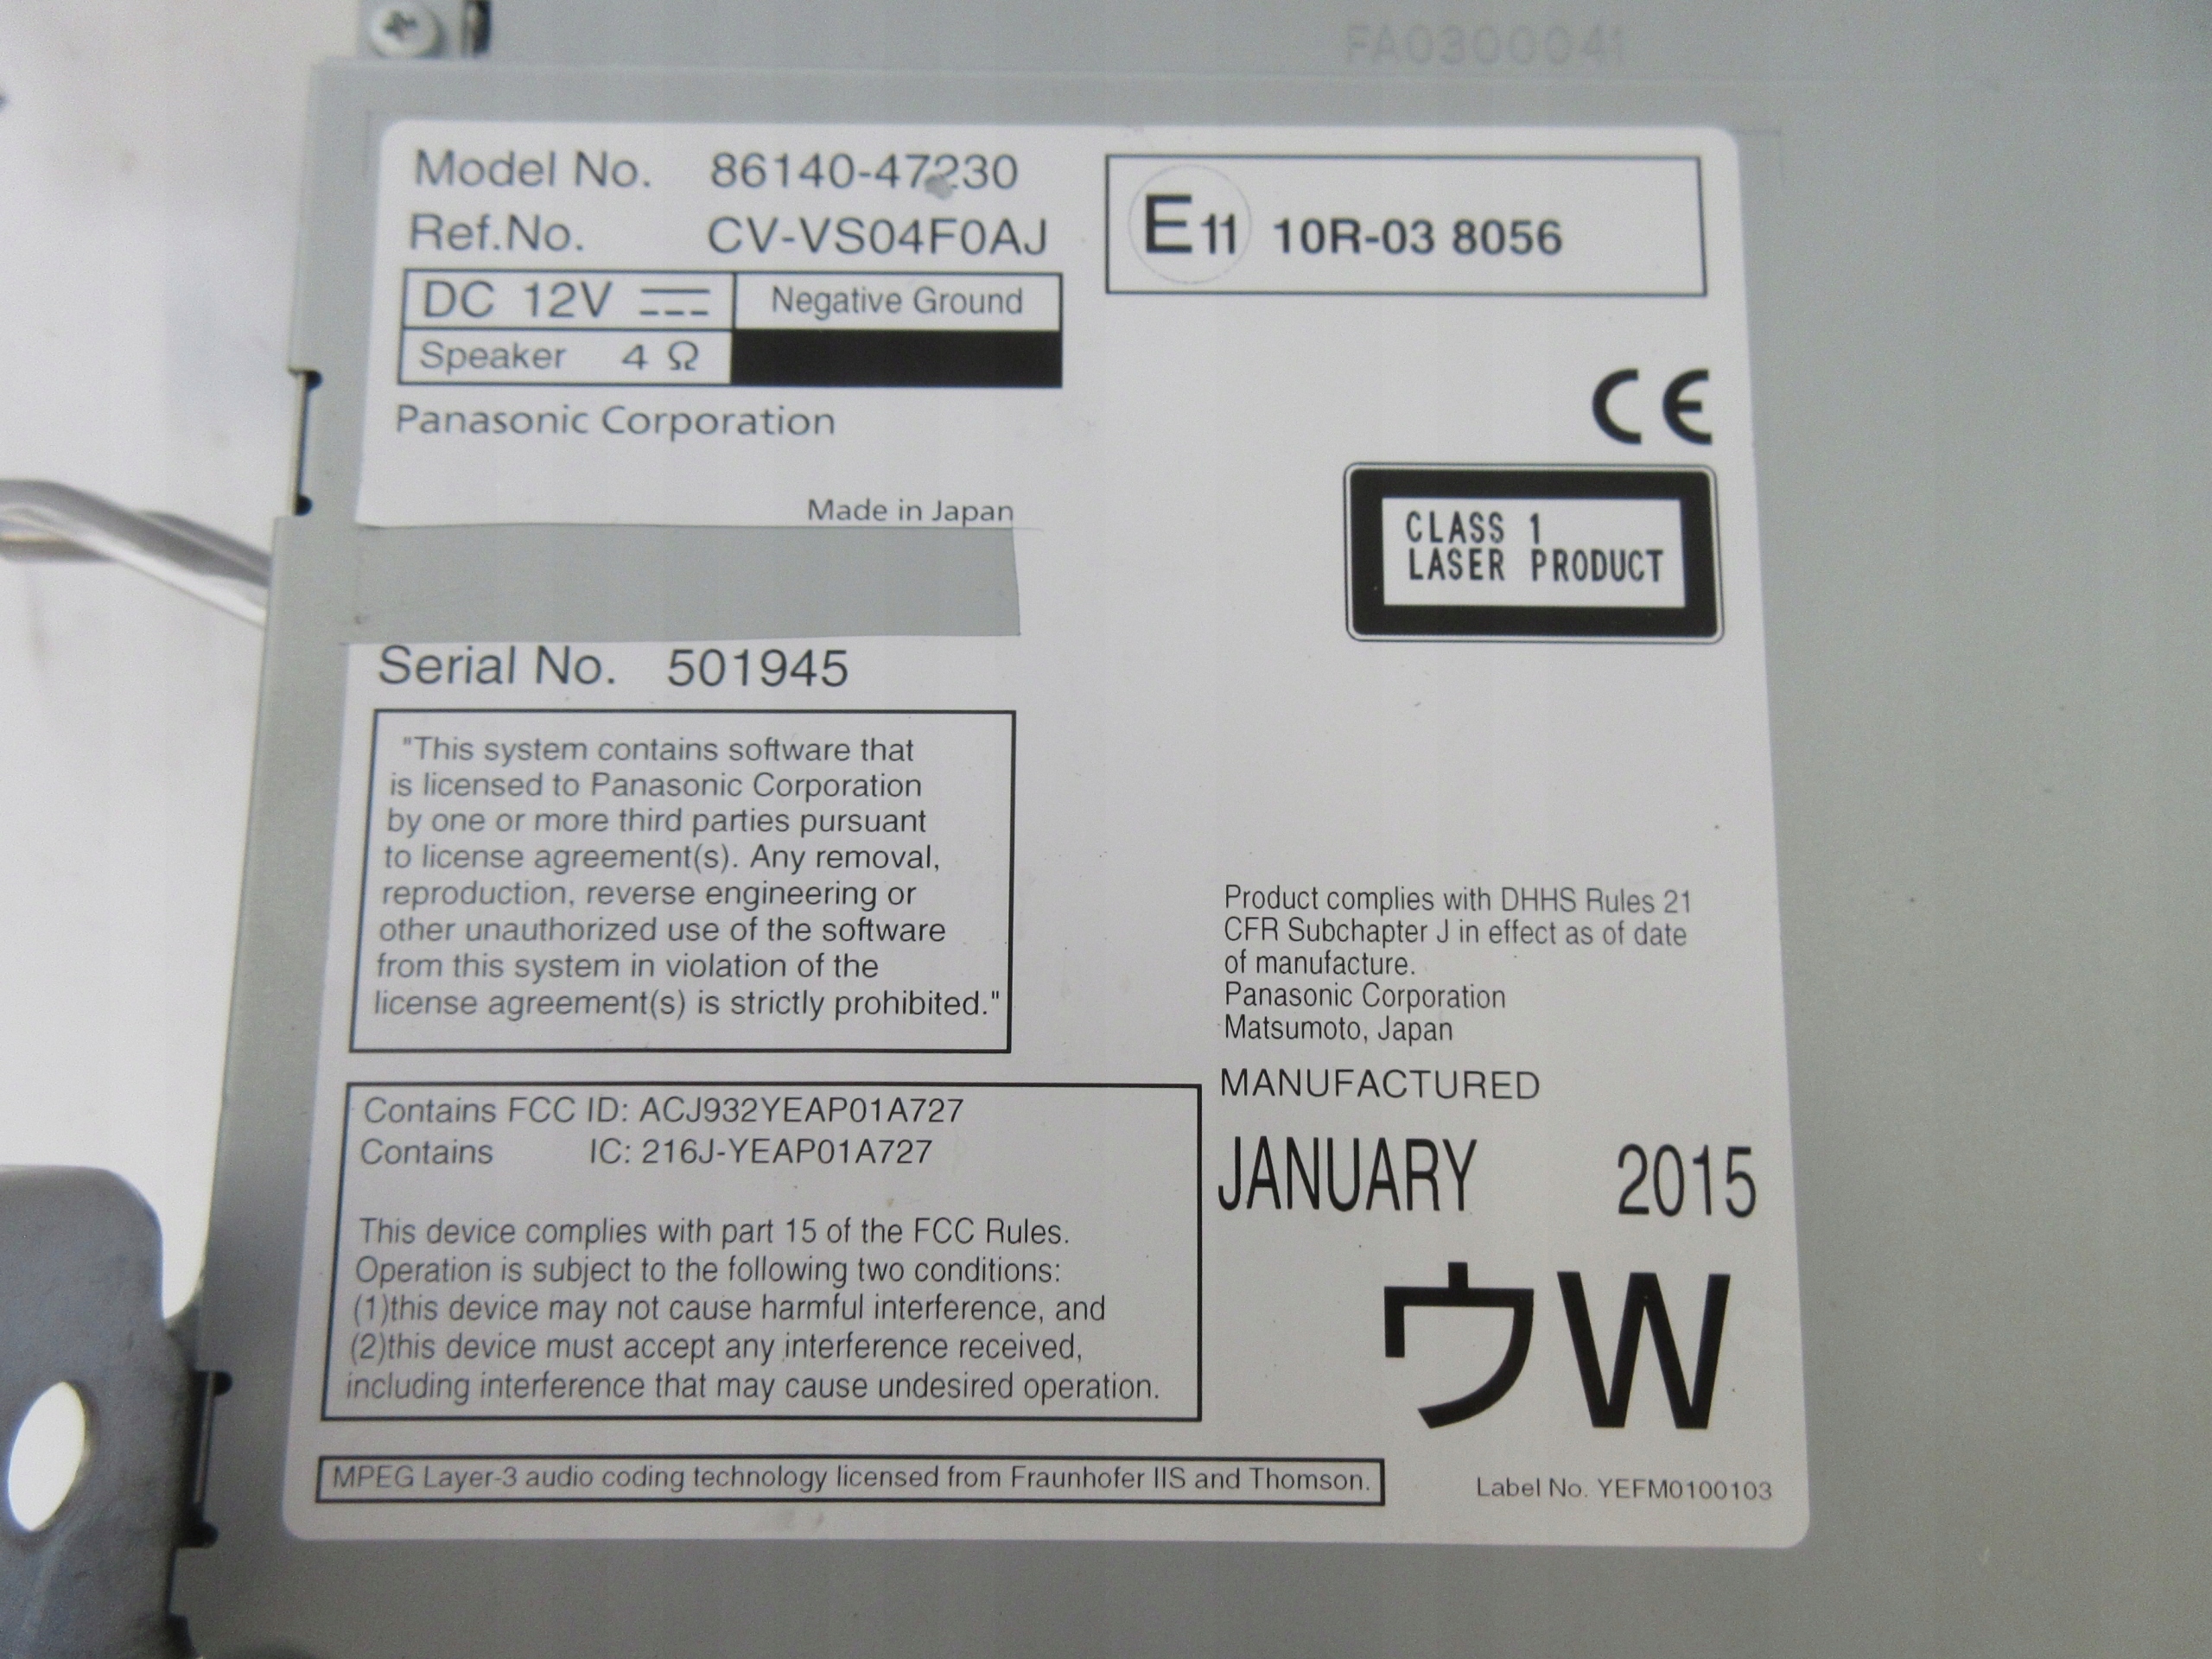 FA0300041
Model No. 86140-47230
Ref.No. CV-VS04F0AJ
DC 12V Negative Ground
Speaker 4 Ω
Panasonic Corporation
Made in Japan
E11 10R-03 8056
CE
CLASS 1
LASER PRODUCT
Serial No. 501945
"This system contains software that
is licensed to Panasonic Corporation
by one or more third parties pursuant
to license agreement(s). Any removal,
reproduction, reverse engineering or
other unauthorized use of the software
from this system in violation of the
license agreement(s) is strictly prohibited."
Product complies with DHHS Rules 21
CFR Subchapter J in effect as of date
of manufacture.
Panasonic Corporation
Matsumoto, Japan
MANUFACTURED
JANUARY 2015
ウW
Contains FCC ID: ACJ932YEAP01A727
Contains IC: 216J-YEAP01A727
This device complies with part 15 of the FCC Rules.
Operation is subject to the following two conditions:
(1)this device may not cause harmful interference, and
(2)this device must accept any interference received,
including interference that may cause undesired operation.
MPEG Layer-3 audio coding technology licensed from Fraunhofer IIS and Thomson.
Label No. YEFM0100103